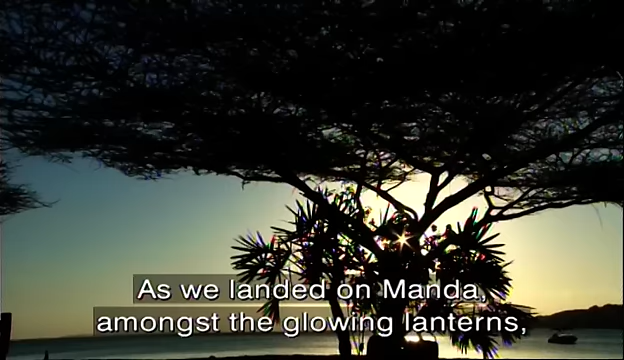 As we landed on Manda,
amongst the glowing lanterns,